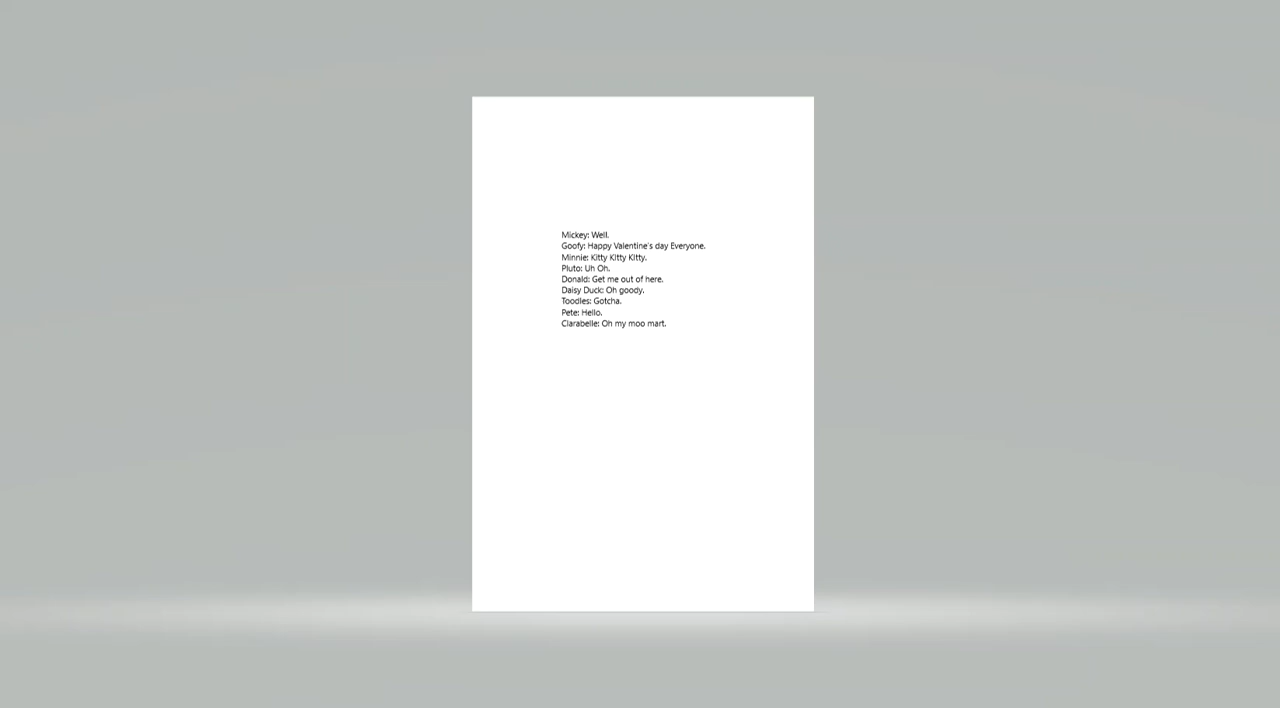 Mickey: Well.
Goofy: Happy Valentine's day Everyone.
Minnie: Kitty Kitty Kitty.
Pluto: Uh Oh.
Donald: Get me out of here.
Daisy Duck: Oh goody.
Toodles: Gotcha.
Pete: Hello.
Clarabelle: Oh my moo mart.